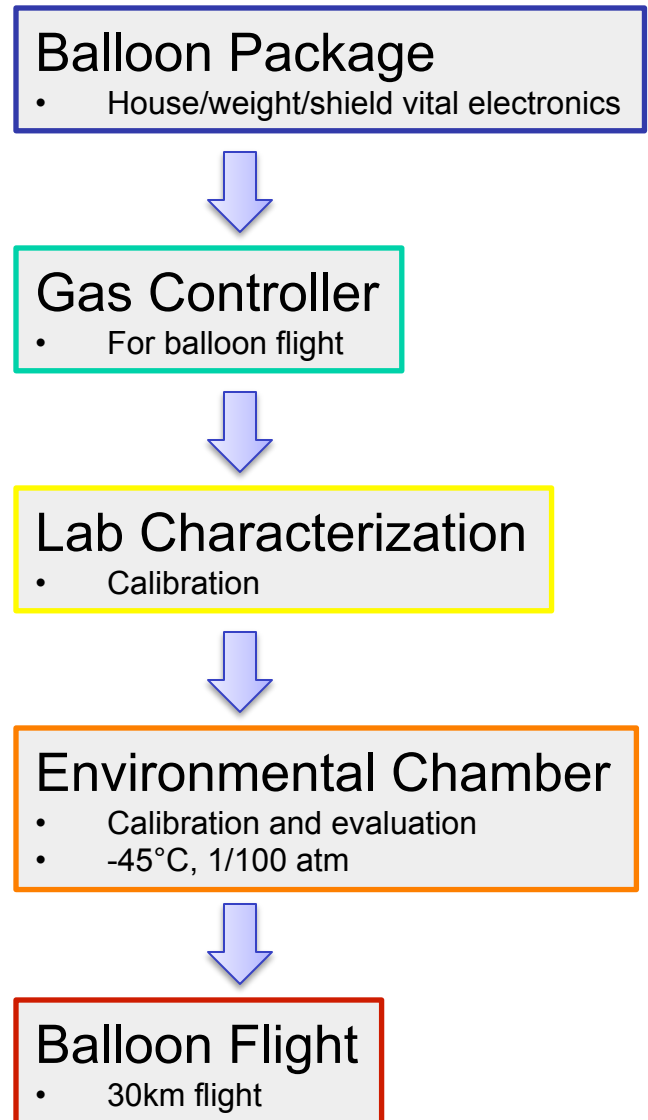 Balloon Package
• House/weight/shield vital electronics
Gas Controller
• For balloon flight
Lab Characterization
• Calibration
Environmental Chamber
• Calibration and evaluation
• -45°C, 1/100 atm
Balloon Flight
• 30km flight